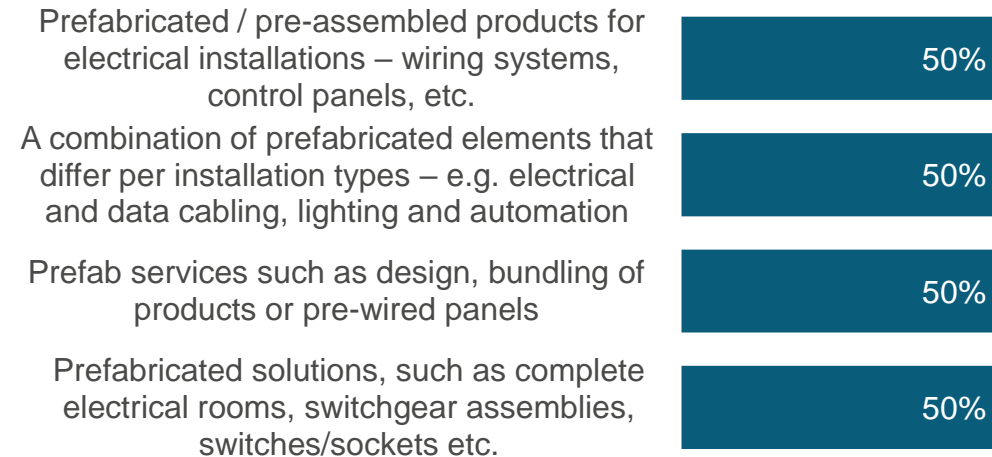 Prefabricated / pre-assembled products for
electrical installations – wiring systems,
control panels, etc.
50%
A combination of prefabricated elements that
differ per installation types – e.g. electrical
and data cabling, lighting and automation
50%
Prefab services such as design, bundling of
products or pre-wired panels
50%
Prefabricated solutions, such as complete
electrical rooms, switchgear assemblies,
switches/sockets etc.
50%